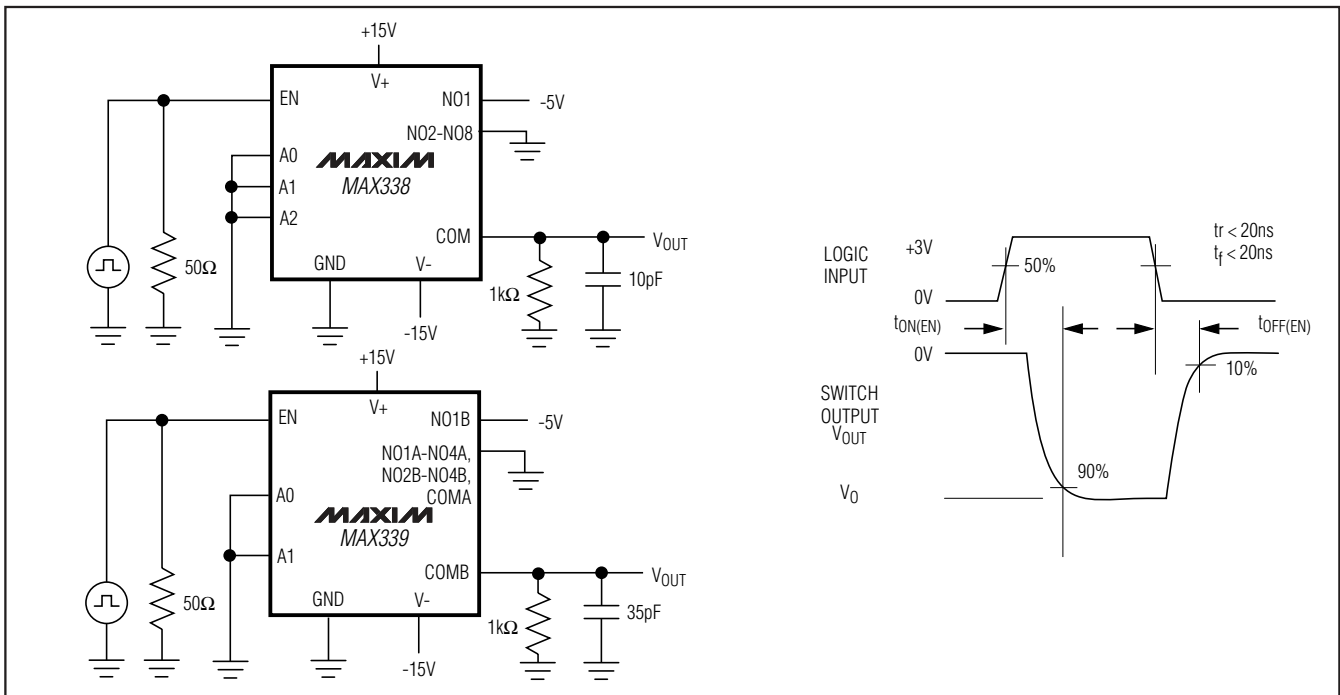 +15V
V+
EN
NO1
-5V
NO2-NO8
A0
MAXIM
MAX338
A1
A2
COM
VOUT
GND
V-
50Ω
1kΩ
10pF
-15V
+15V
V+
EN
NO1B
-5V
NO1A-NO4A,
NO2B-NO4B,
COMA
A0
MAXIM
MAX339
A1
COMB
VOUT
GND
V-
50Ω
1kΩ
35pF
-15V
LOGIC
INPUT
+3V
50%
tr < 20ns
tf < 20ns
0V
tON(EN)
tOFF(EN)
0V
10%
SWITCH
OUTPUT
VOUT
90%
VO